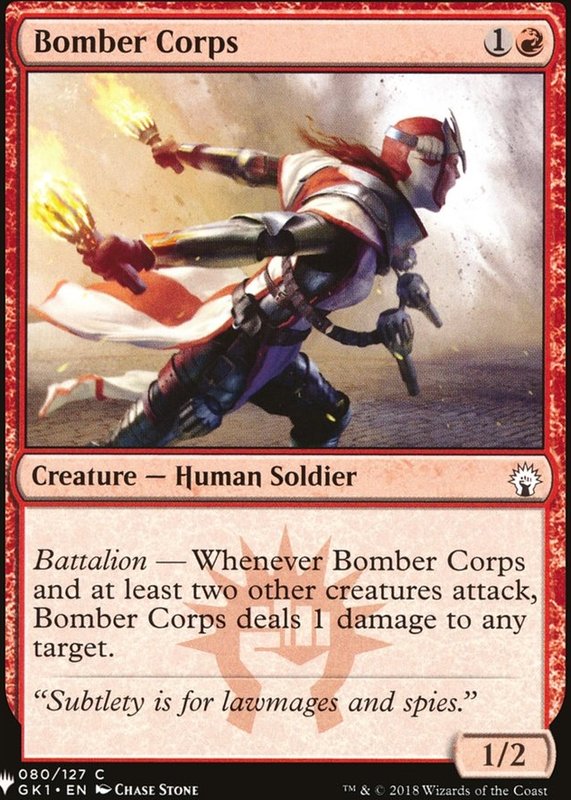 Bomber Corps 1
Creature — Human Soldier
Battalion — Whenever Bomber Corps
and at least two other creatures attack,
Bomber Corps deals 1 damage to any
target.
“Subtlety is for lawmages and spies.”
1/2
080/127 C
GK1 • EN Chase Stone
™ & © 2018 Wizards of the Coast